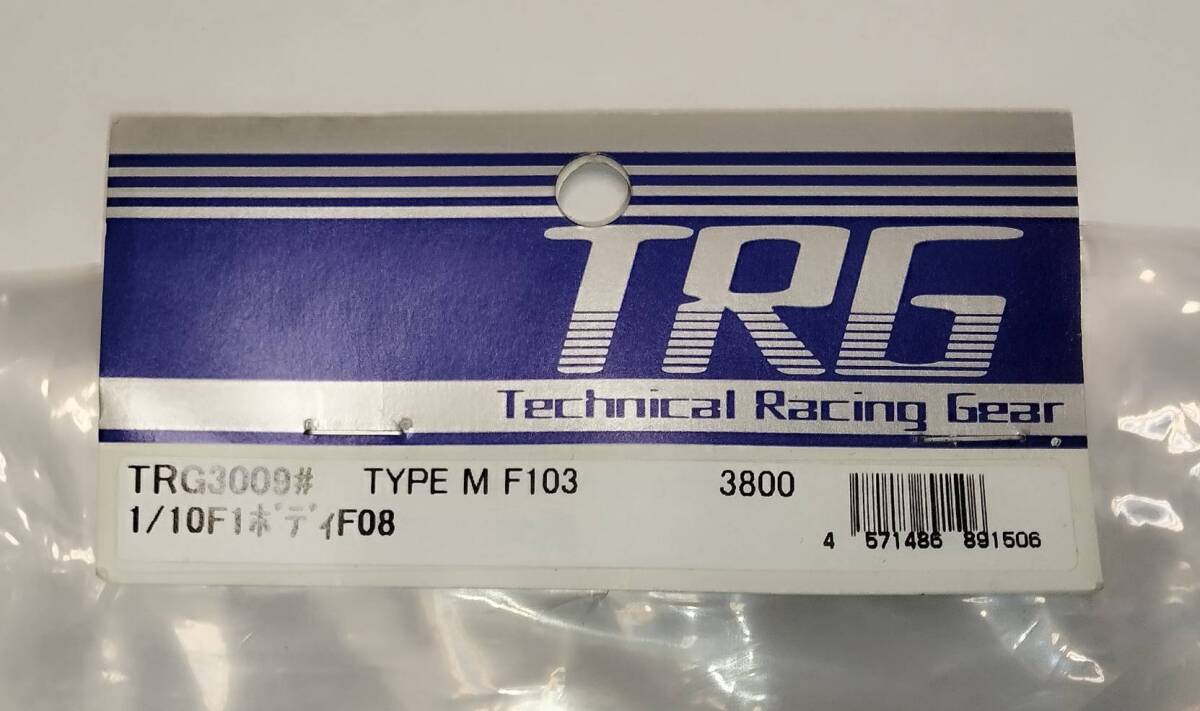 TRG
Technical Racing Gear
TRG3009# TYPE M F103 3800
1/10F1ボディF08
4 571486 891506